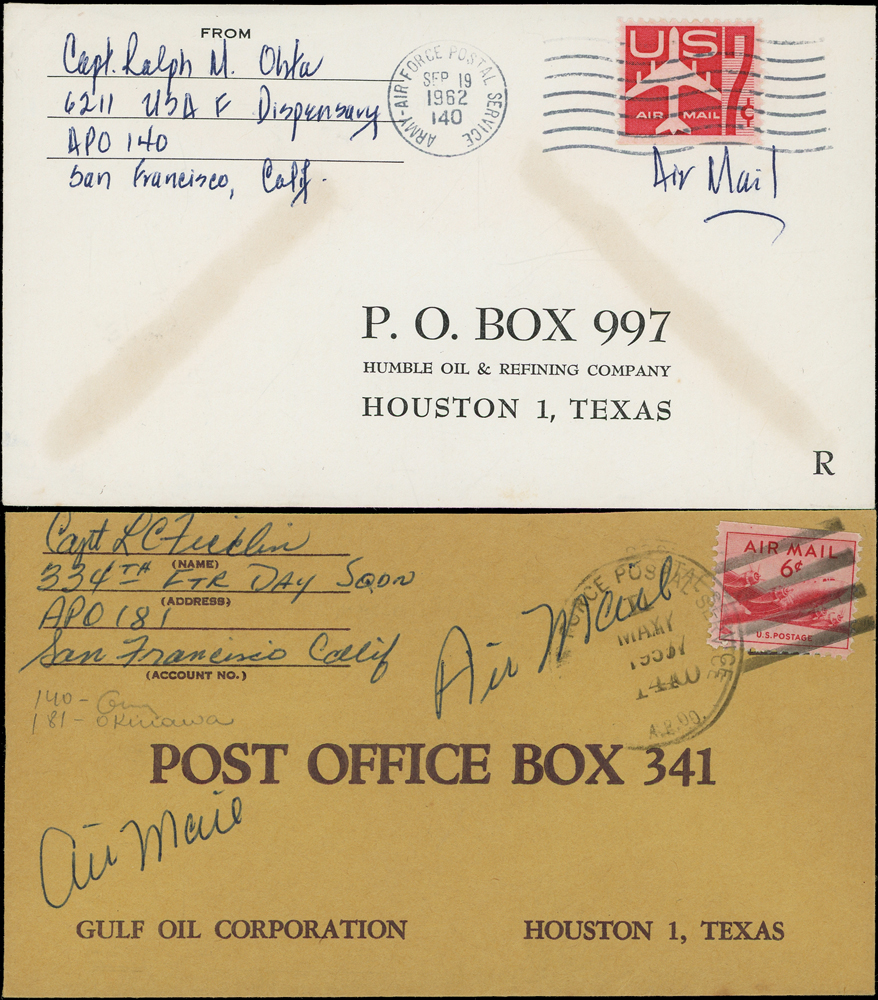 FROM
Capt. Ralph M. Ohta
6211 USAF Dispensary
APO 140
San Francisco, Calif.
ARMY-AIR FORCE POSTAL SERVICE
SEP 19
1962
140
US
7¢
AIR MAIL
Air Mail
P. O. BOX 997
HUMBLE OIL & REFINING COMPANY
HOUSTON 1, TEXAS
R
Capt L C Ficklin
(NAME)
334TH FTR DAY SQDN
(ADDRESS)
APO 181
San Francisco Calif
(ACCOUNT NO.)
140 -
181 - Okinawa
Air Mail
FORCE POSTAL
A.P.O.
AIR MAIL
6¢
U.S. POSTAGE
POST OFFICE BOX 341
Air Mail
GULF OIL CORPORATION
HOUSTON 1, TEXAS